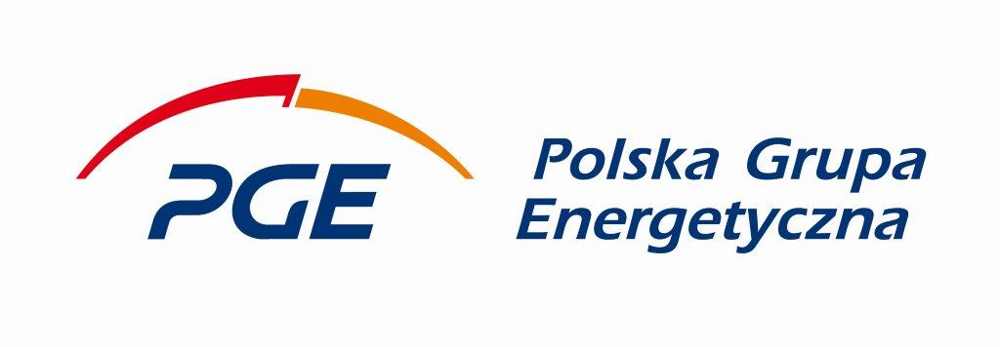 PGE
Polska Grupa
Energetyczna